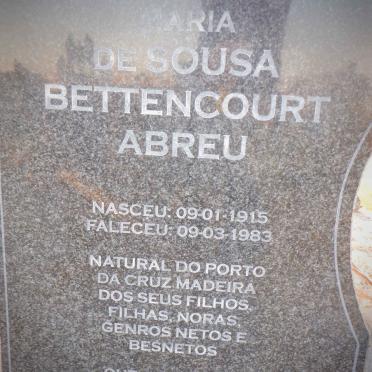 MARIA
DE SOUSA
BETTENCOURT
ABREU
NASCEU: 09-01-1915
FALECEU: 09-03-1983
NATURAL DO PORTO
DA CRUZ MADEIRA
DOS SEUS FILHOS,
FILHAS, NORAS,
GENROS NETOS E
BESNETOS